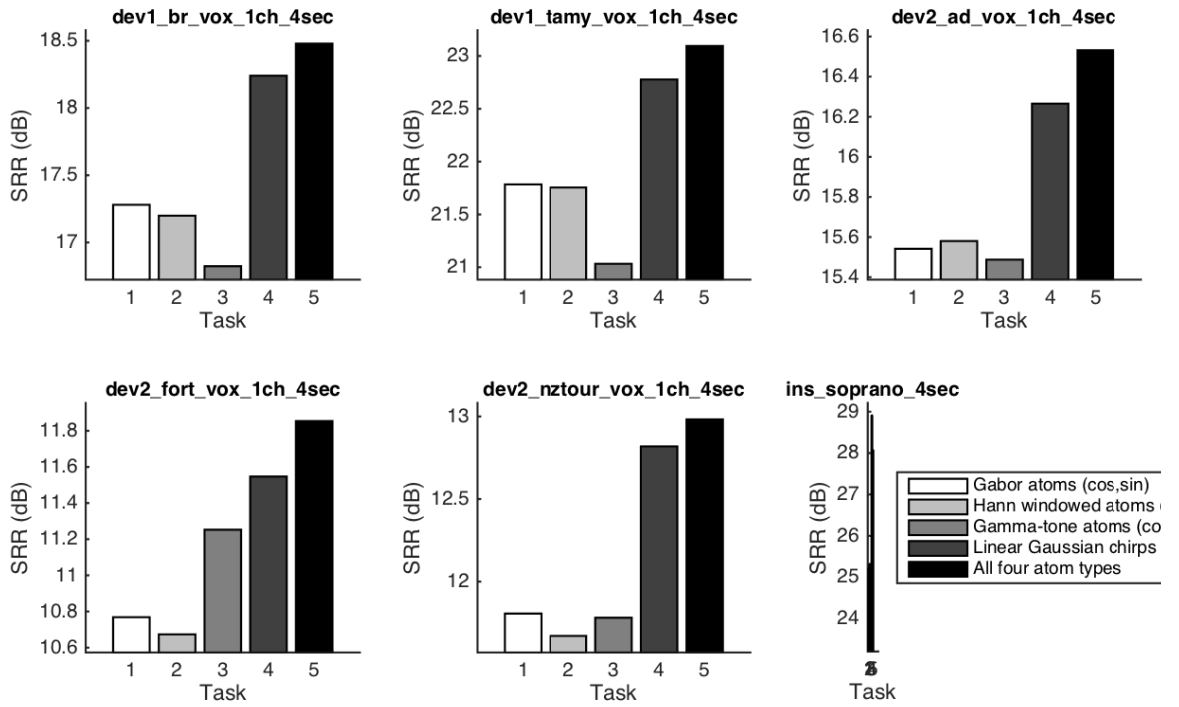 dev1_br_vox_1ch_4sec
SRR (dB)
18.5
18
17.5
17
1 2 3 4 5
Task
dev1_tamy_vox_1ch_4sec
SRR (dB)
23
22.5
22
21.5
21
1 2 3 4 5
Task
dev2_ad_vox_1ch_4sec
SRR (dB)
16.6
16.4
16.2
16
15.8
15.6
15.4
1 2 3 4 5
Task
dev2_fort_vox_1ch_4sec
SRR (dB)
11.8
11.6
11.4
11.2
11
10.8
10.6
1 2 3 4 5
Task
dev2_nztour_vox_1ch_4sec
SRR (dB)
13
12.5
12
1 2 3 4 5
Task
ins_soprano_4sec
SRR (dB)
29
28
27
26
25
24
Task
Gabor atoms (cos,sin)
Hann windowed atoms (
Gamma-tone atoms (co
Linear Gaussian chirps
All four atom types